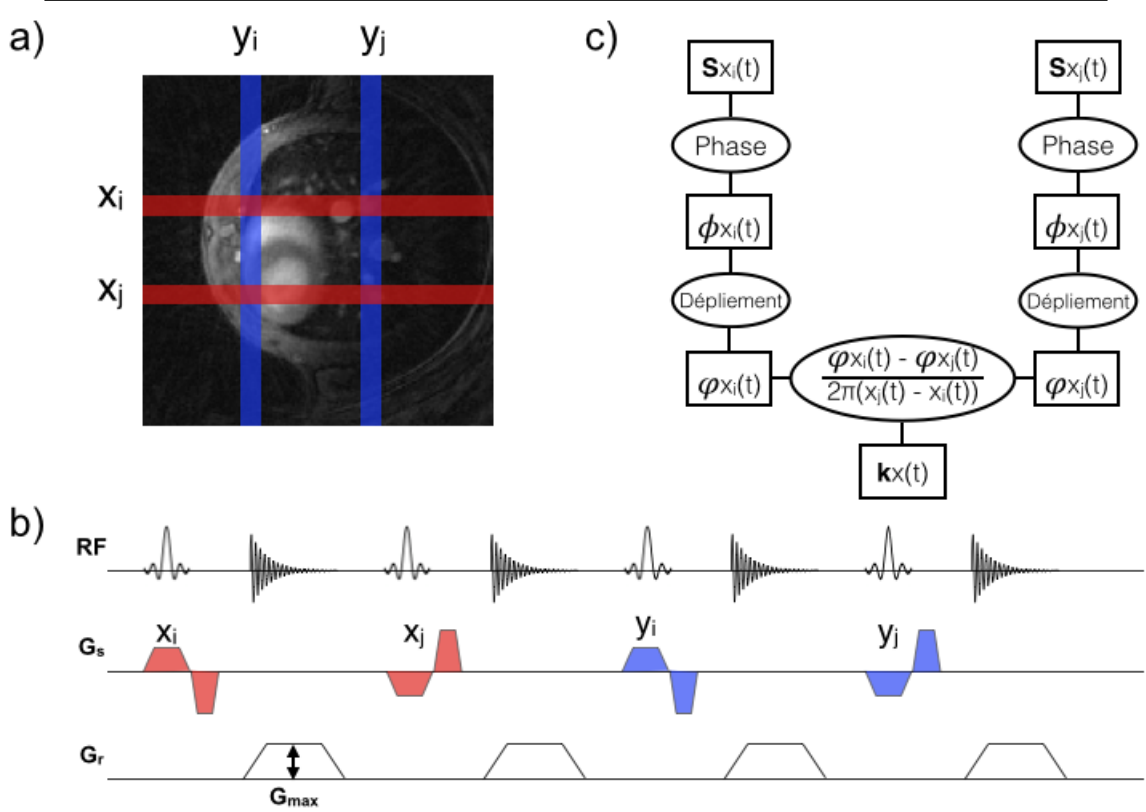 a)
yi yj
xi
xj
c)
Sxi(t) Sxj(t)
Phase Phase
ϕxi(t) ϕxj(t)
Dépliement Dépliement
φxi(t) φxi(t) - φxj(t) φxj(t)
2π(xj(t) - xi(t))
kx(t)
b)
RF
Gs xi xj yi yj
Gr
Gmax